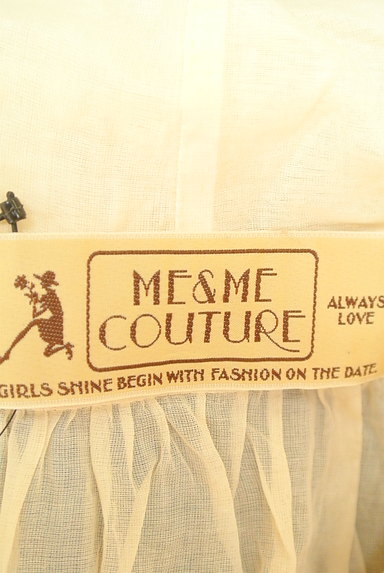 ME&ME
COUTURE
ALWAYS
LOVE
GIRLS SHINE BEGIN WITH FASHION ON THE DATE